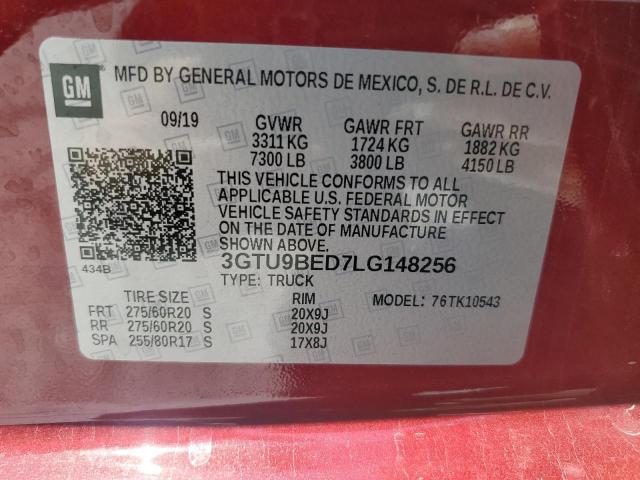 GM
MFD BY GENERAL MOTORS DE MEXICO, S. DE R.L. DE C.V.
09/19 GVWR GAWR FRT GAWR RR
3311 KG 1724 KG 1882 KG
7300 LB 3800 LB 4150 LB
THIS VEHICLE CONFORMS TO ALL
APPLICABLE U.S. FEDERAL MOTOR
VEHICLE SAFETY STANDARDS IN EFFECT
ON THE DATE OF MANUFACTURE
SHOWN ABOVE.
434B 3GTU9BED7LG148256
TYPE: TRUCK
TIRE SIZE RIM MODEL: 76TK10543
FRT 275/60R20 S 20X9J
RR 275/60R20 S 20X9J
SPA 255/80R17 S 17X8J